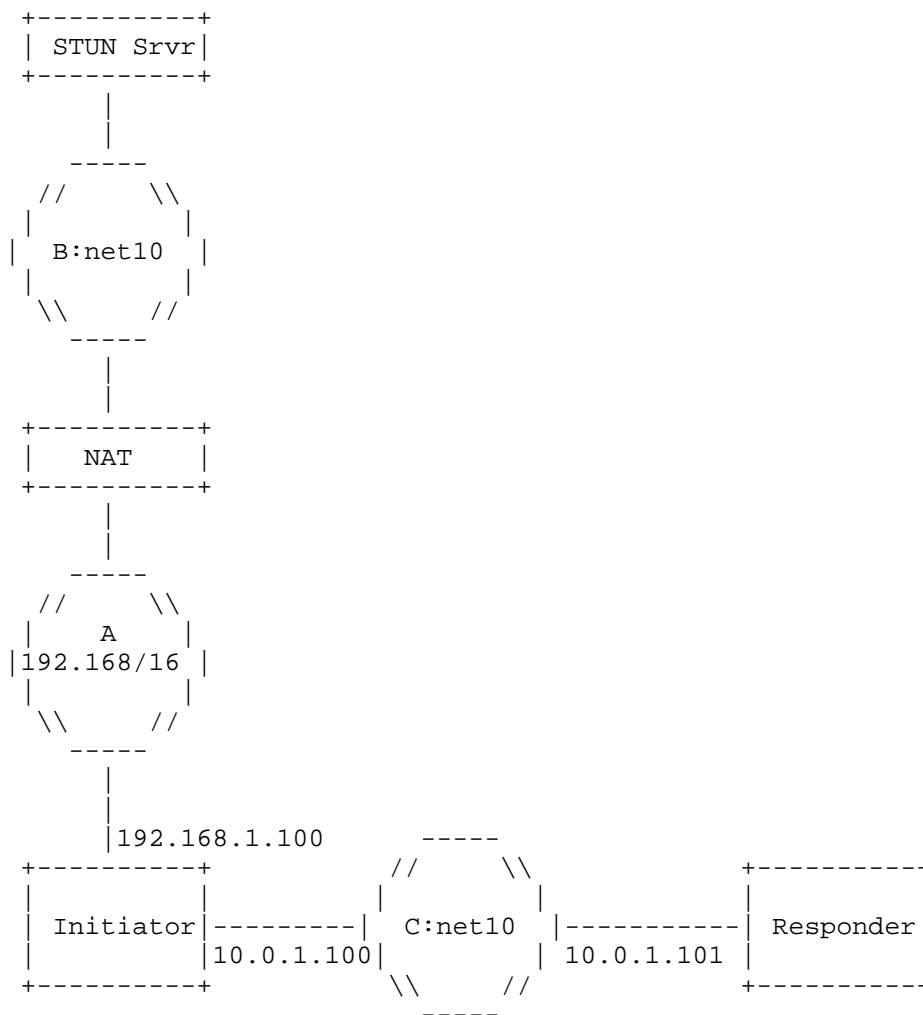 STUN Srvr
B:net10
NAT
A
192.168/16
192.168.1.100
Initiator C:net10 Responder
10.0.1.100 10.0.1.101